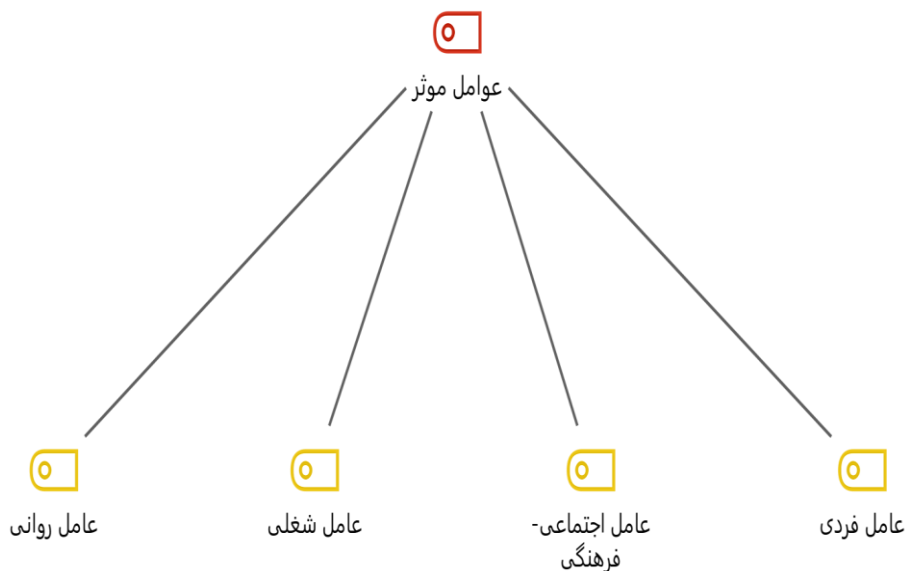 عوامل موثر
عامل فردی
عامل اجتماعی-
فرهنگی
عامل شغلی
عامل روانی